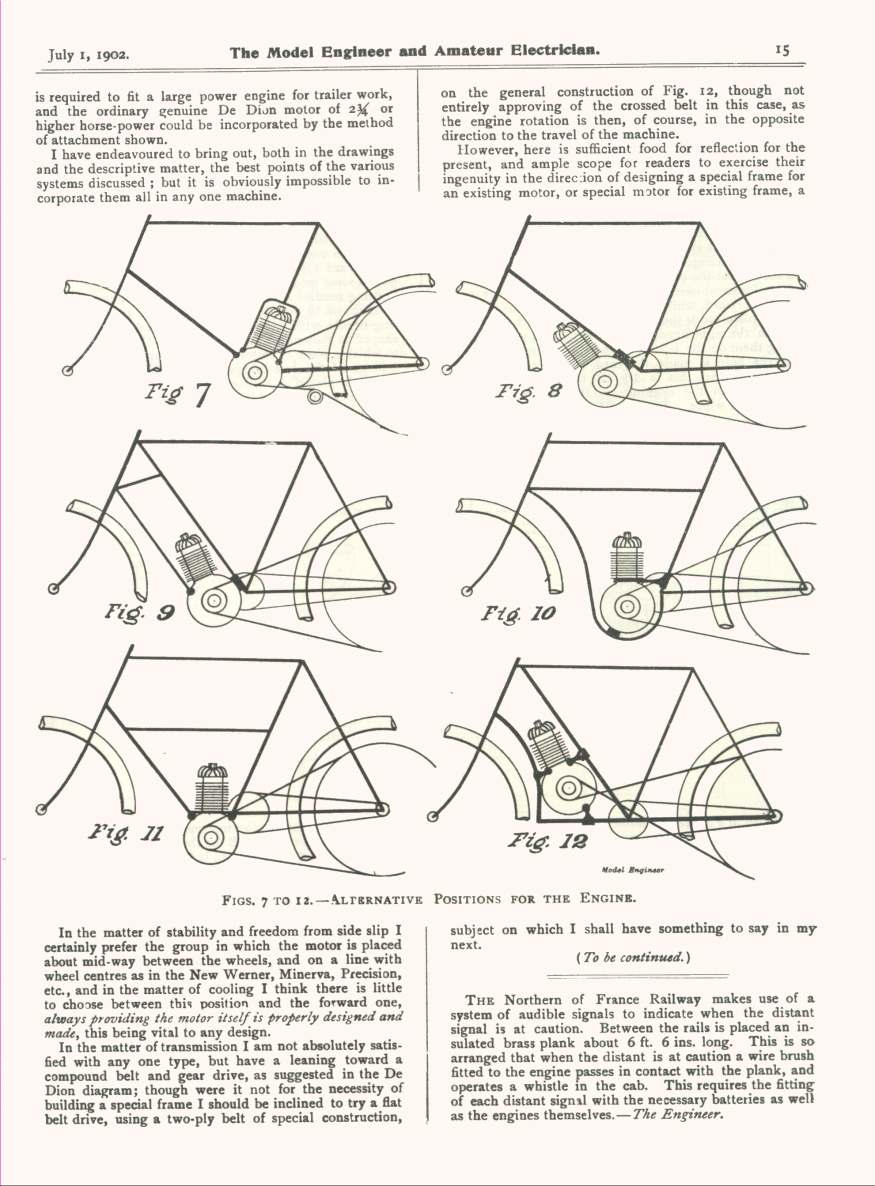 July 1, 1902.
The Model Engineer and Amateur Electrician.
15
is required to fit a large power engine for trailer work,
and the ordinary genuine De Dion motor of 2¾ or
higher horse-power could be incorporated by the method
of attachment shown.
I have endeavoured to bring out, both in the drawings
and the descriptive matter, the best points of the various
systems discussed ; but it is obviously impossible to in-
corporate them all in any one machine.
on the general construction of Fig. 12, though not
entirely approving of the crossed belt in this case, as
the engine rotation is then, of course, in the opposite
direction to the travel of the machine.
However, here is sufficient food for reflection for the
present, and ample scope for readers to exercise their
ingenuity in the direction of designing a special frame for
an existing motor, or special motor for existing frame, a
Fig 7
Fig. 8
Fig. 9
Fig. 10
Fig. 11
Fig. 12
Model Engineer
FIGS. 7 TO 12.—ALTERNATIVE POSITIONS FOR THE ENGINE.
In the matter of stability and freedom from side slip I
certainly prefer the group in which the motor is placed
about mid-way between the wheels, and on a line with
wheel centres as in the New Werner, Minerva, Precision,
etc., and in the matter of cooling I think there is little
to choose between this position and the forward one,
always providing the motor itself is properly designed and
made, this being vital to any design.
In the matter of transmission I am not absolutely satis-
fied with any one type, but have a leaning toward a
compound belt and gear drive, as suggested in the De
Dion diagram; though were it not for the necessity of
building a special frame I should be inclined to try a flat
belt drive, using a two-ply belt of special construction,
subject on which I shall have something to say in my
next.
(To be continued.)
THE Northern of France Railway makes use of a
system of audible signals to indicate when the distant
signal is at caution. Between the rails is placed an in-
sulated brass plank about 6 ft. 6 ins. long. This is so
arranged that when the distant is at caution a wire brush
fitted to the engine passes in contact with the plank, and
operates a whistle in the cab. This requires the fitting
of each distant signal with the necessary batteries as well
as the engines themselves.—The Engineer.